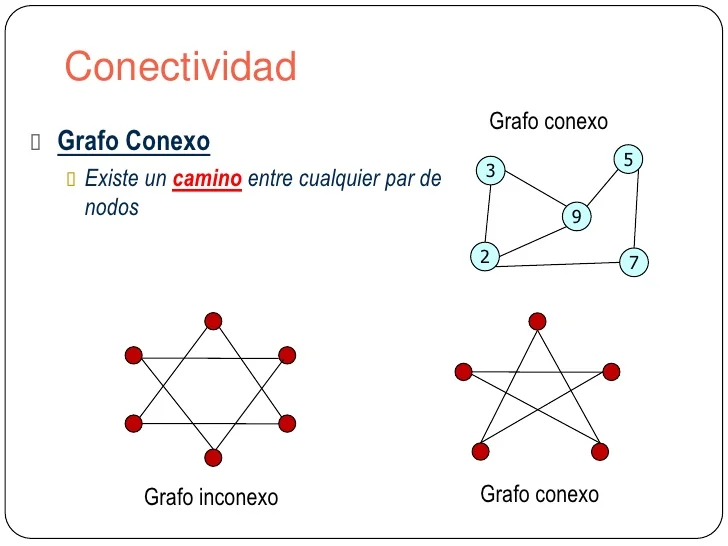 Conectividad
Grafo Conexo
Existe un camino entre cualquier par de
nodos
Grafo conexo
3
5
9
2
7
Grafo inconexo
Grafo conexo